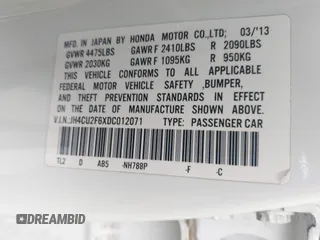 MFD. IN JAPAN BY HONDA MOTOR CO.,LTD; 03/'13
GVWR 4475LBS GAWR F 2410LBS R 2090LBS
GVWR 2030KG GAWR F 1095KG R 950KG
THIS VEHICLE CONFORMS TO ALL APPLICABLE
FEDERAL MOTOR VEHICLE SAFETY ,BUMPER,
AND THEFT PREVENTION STANDARDS IN EFFECT
ON THE DATE OF MANUFACTURE SHOWN ABOVE.
V.I.N.:JH4CU2F6XDC012071 TYPE: PASSENGER CAR
TL2 D AB5 -NH788P -F -C
DREAMBID